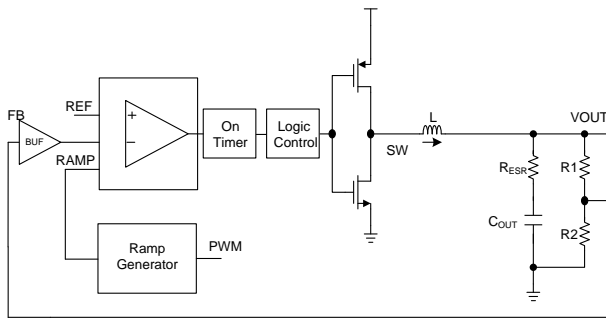 L
VOUT
FB
REF
+
BUF
−
On
Timer
Logic
Control
SW
RESR
R1
RAMP
COUT
R2
Ramp
Generator
PWM